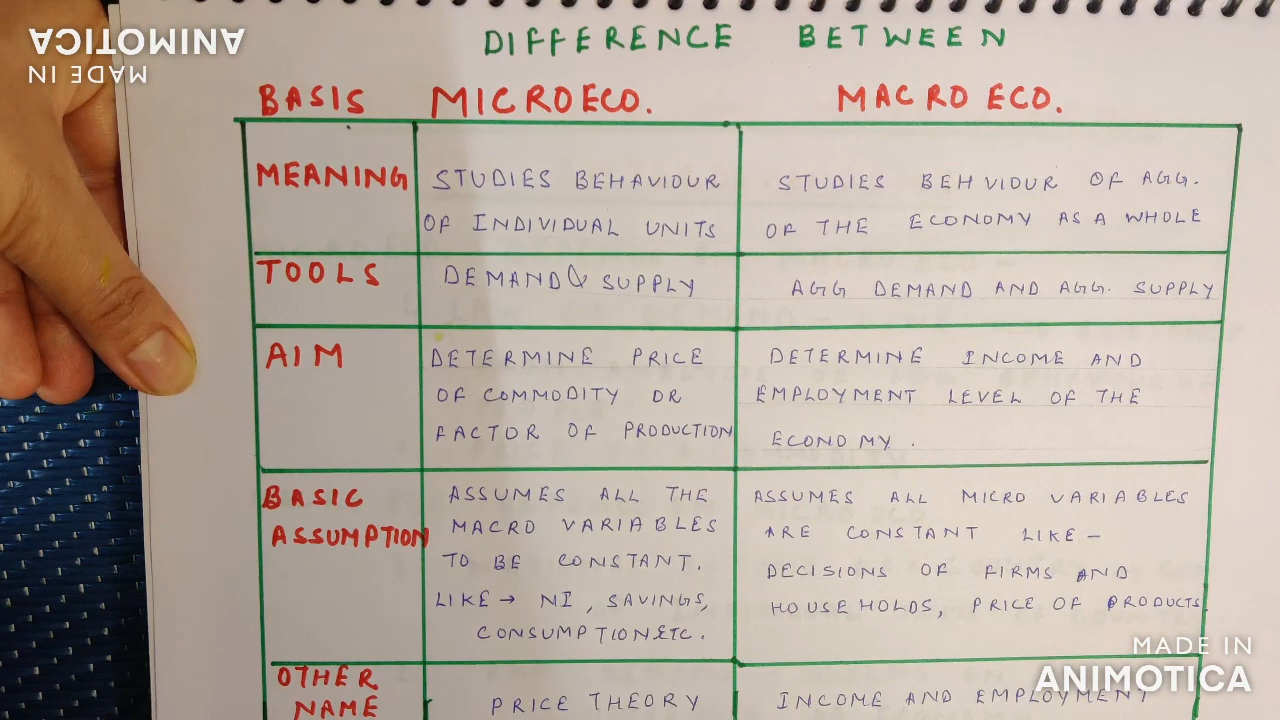 ANIMOTICA
MADE IN
DIFFERENCE BETWEEN
BASIS MICROECO. MACRO ECO.
MEANING
STUDIES BEHAVIOUR
OF INDIVIDUAL UNITS
STUDIES BEHVIOUR OF AGG.
OF THE ECONOMY AS A WHOLE
TOOLS
DEMAND & SUPPLY
AGG DEMAND AND AGG. SUPPLY
AIM
DETERMINE PRICE
OF COMMODITY OR
FACTOR OF PRODUCTION
DETERMINE INCOME AND
EMPLOYMENT LEVEL OF THE
ECONOMY.
BASIC
ASSUMPTION
ASSUMES ALL THE
MACRO VARIABLES
TO BE CONSTANT.
LIKE → NI, SAVINGS,
CONSUMPTION ETC.
ASSUMES ALL MICRO VARIABLES
ARE CONSTANT LIKE –
DECISIONS OF FIRMS AND
HOUSEHOLDS, PRICE OF PRODUCTS
OTHER
NAME
PRICE THEORY
INCOME AND EMPLOYMENT
MADE IN
ANIMOTICA